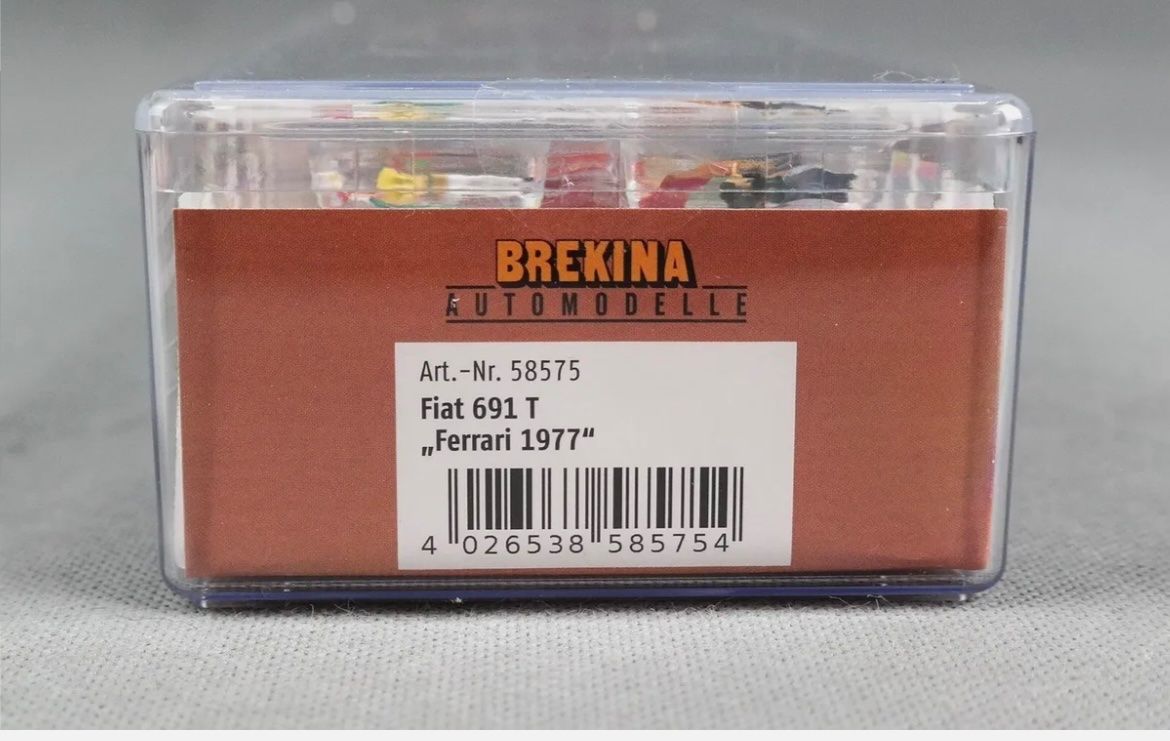 BREKINA
AUTOMODELLE
Art.-Nr. 58575
Fiat 691 T
„Ferrari 1977“
4 026538 585754